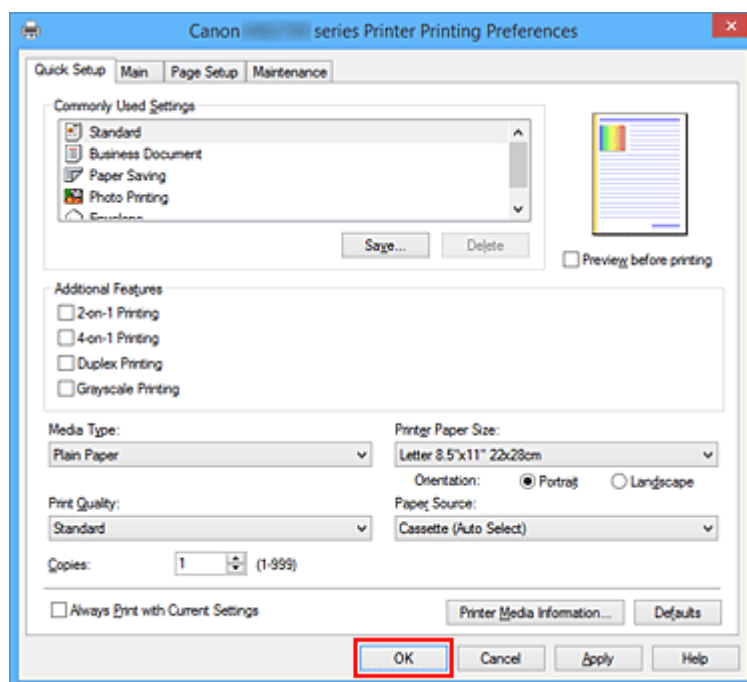 Canon series Printer Printing Preferences
Quick Setup Main Page Setup Maintenance
Commonly Used Settings
Standard
Business Document
Paper Saving
Photo Printing
Envelope
Save... Delete
Preview before printing
Additional Features
2-on-1 Printing
4-on-1 Printing
Duplex Printing
Grayscale Printing
Media Type: Printer Paper Size:
Plain Paper Letter 8.5"x11" 22x28cm
Orientation: Portrait Landscape
Print Quality: Paper Source:
Standard Cassette (Auto Select)
Copies: 1 (1-999)
Always Print with Current Settings Printer Media Information... Defaults
OK Cancel Apply Help